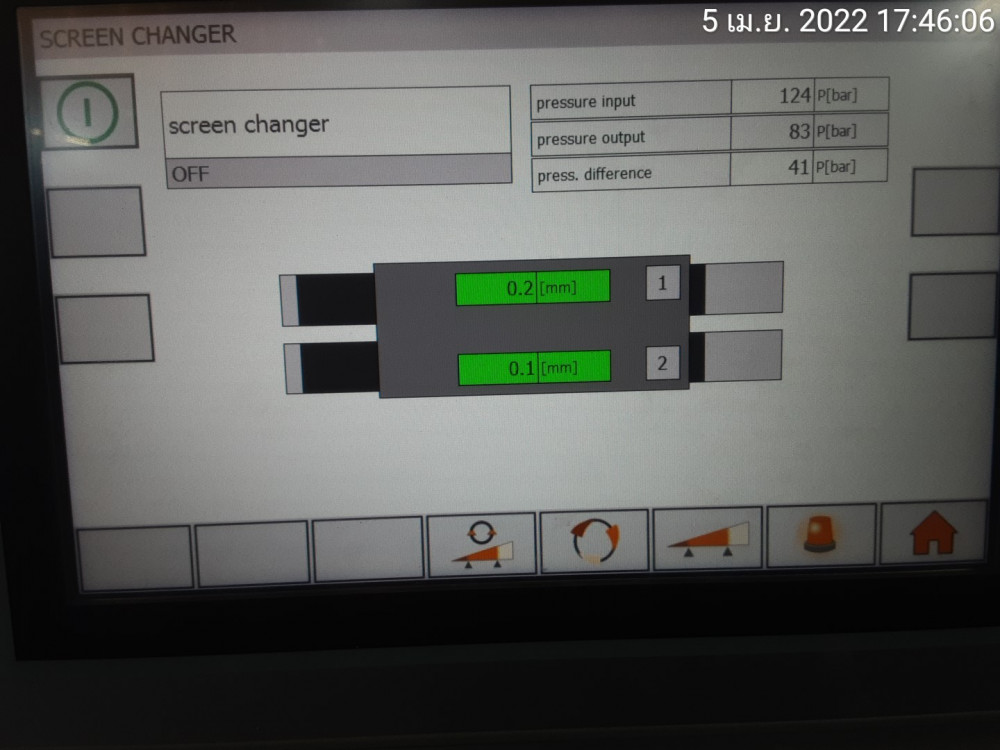 5 เม.ย. 2022 17:46:06
SCREEN CHANGER
screen changer
OFF
pressure input 124 P[bar]
pressure output 83 P[bar]
press. difference 41 P[bar]
0.2 [mm] 1
0.1 [mm] 2